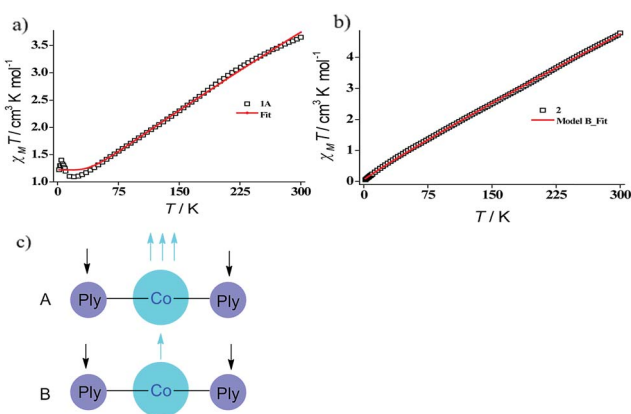 a)
χMT / cm3 K mol-1
3.5
3.0
2.5
2.0
1.5
1.0
0
75
150
225
300
T / K
1A
Fit
b)
χMT / cm3 K mol-1
4
3
2
1
0
0
75
150
225
300
T / K
2
Model B_Fit
c)
A Ply Co Ply
B Ply Co Ply